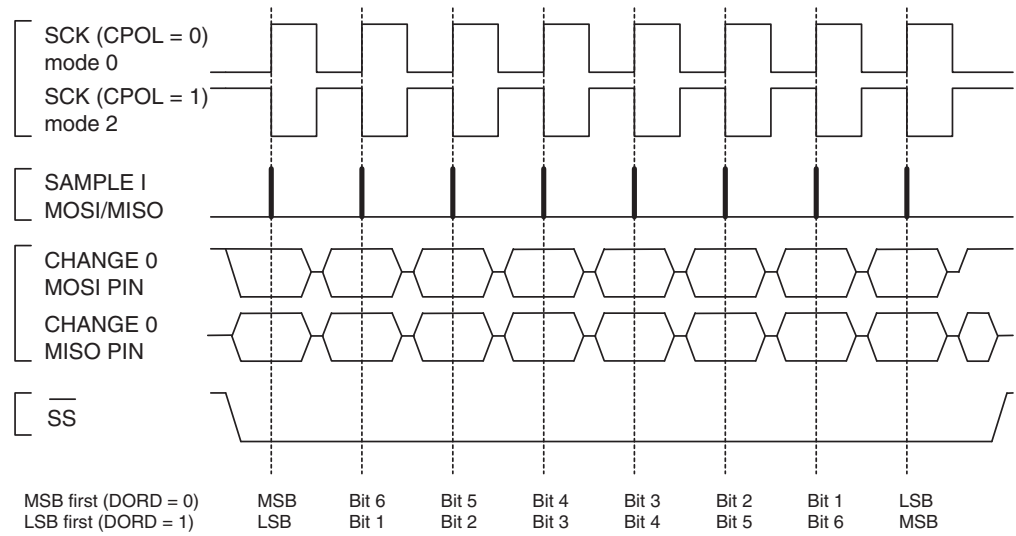 SCK (CPOL = 0)
mode 0
SCK (CPOL = 1)
mode 2
SAMPLE I
MOSI/MISO
CHANGE 0
MOSI PIN
CHANGE 0
MISO PIN
SS
MSB first (DORD = 0) MSB Bit 6 Bit 5 Bit 4 Bit 3 Bit 2 Bit 1 LSB
LSB first (DORD = 1) LSB Bit 1 Bit 2 Bit 3 Bit 4 Bit 5 Bit 6 MSB